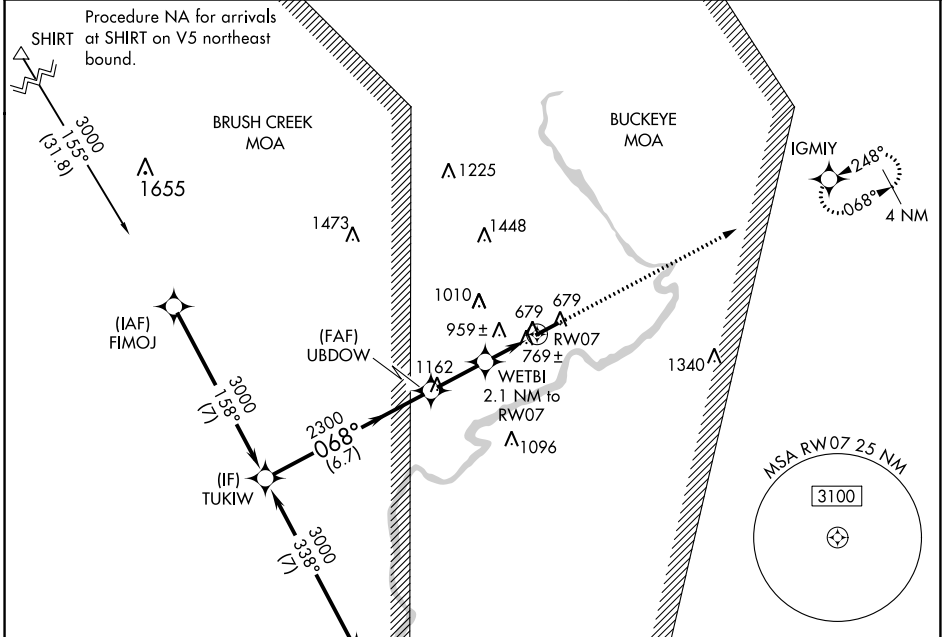 Procedure NA for arrivals
at SHIRT on V5 northeast
bound.
SHIRT
3000
155°
(31.8)
1655
BRUSH CREEK
MOA
BUCKEYE
MOA
1225
1473
1448
IGMIY
248°
068°
4 NM
(IAF)
FIMOJ
1010
959±
679
679
RW07
769±
(FAF)
UBDOW
1162
WETBI
2.1 NM to
RW07
1340
1096
3000
158°
(7)
2300
068°
(6.7)
(IF)
TUKIW
3000
338°
(7)
MSA RW07 25 NM
3100